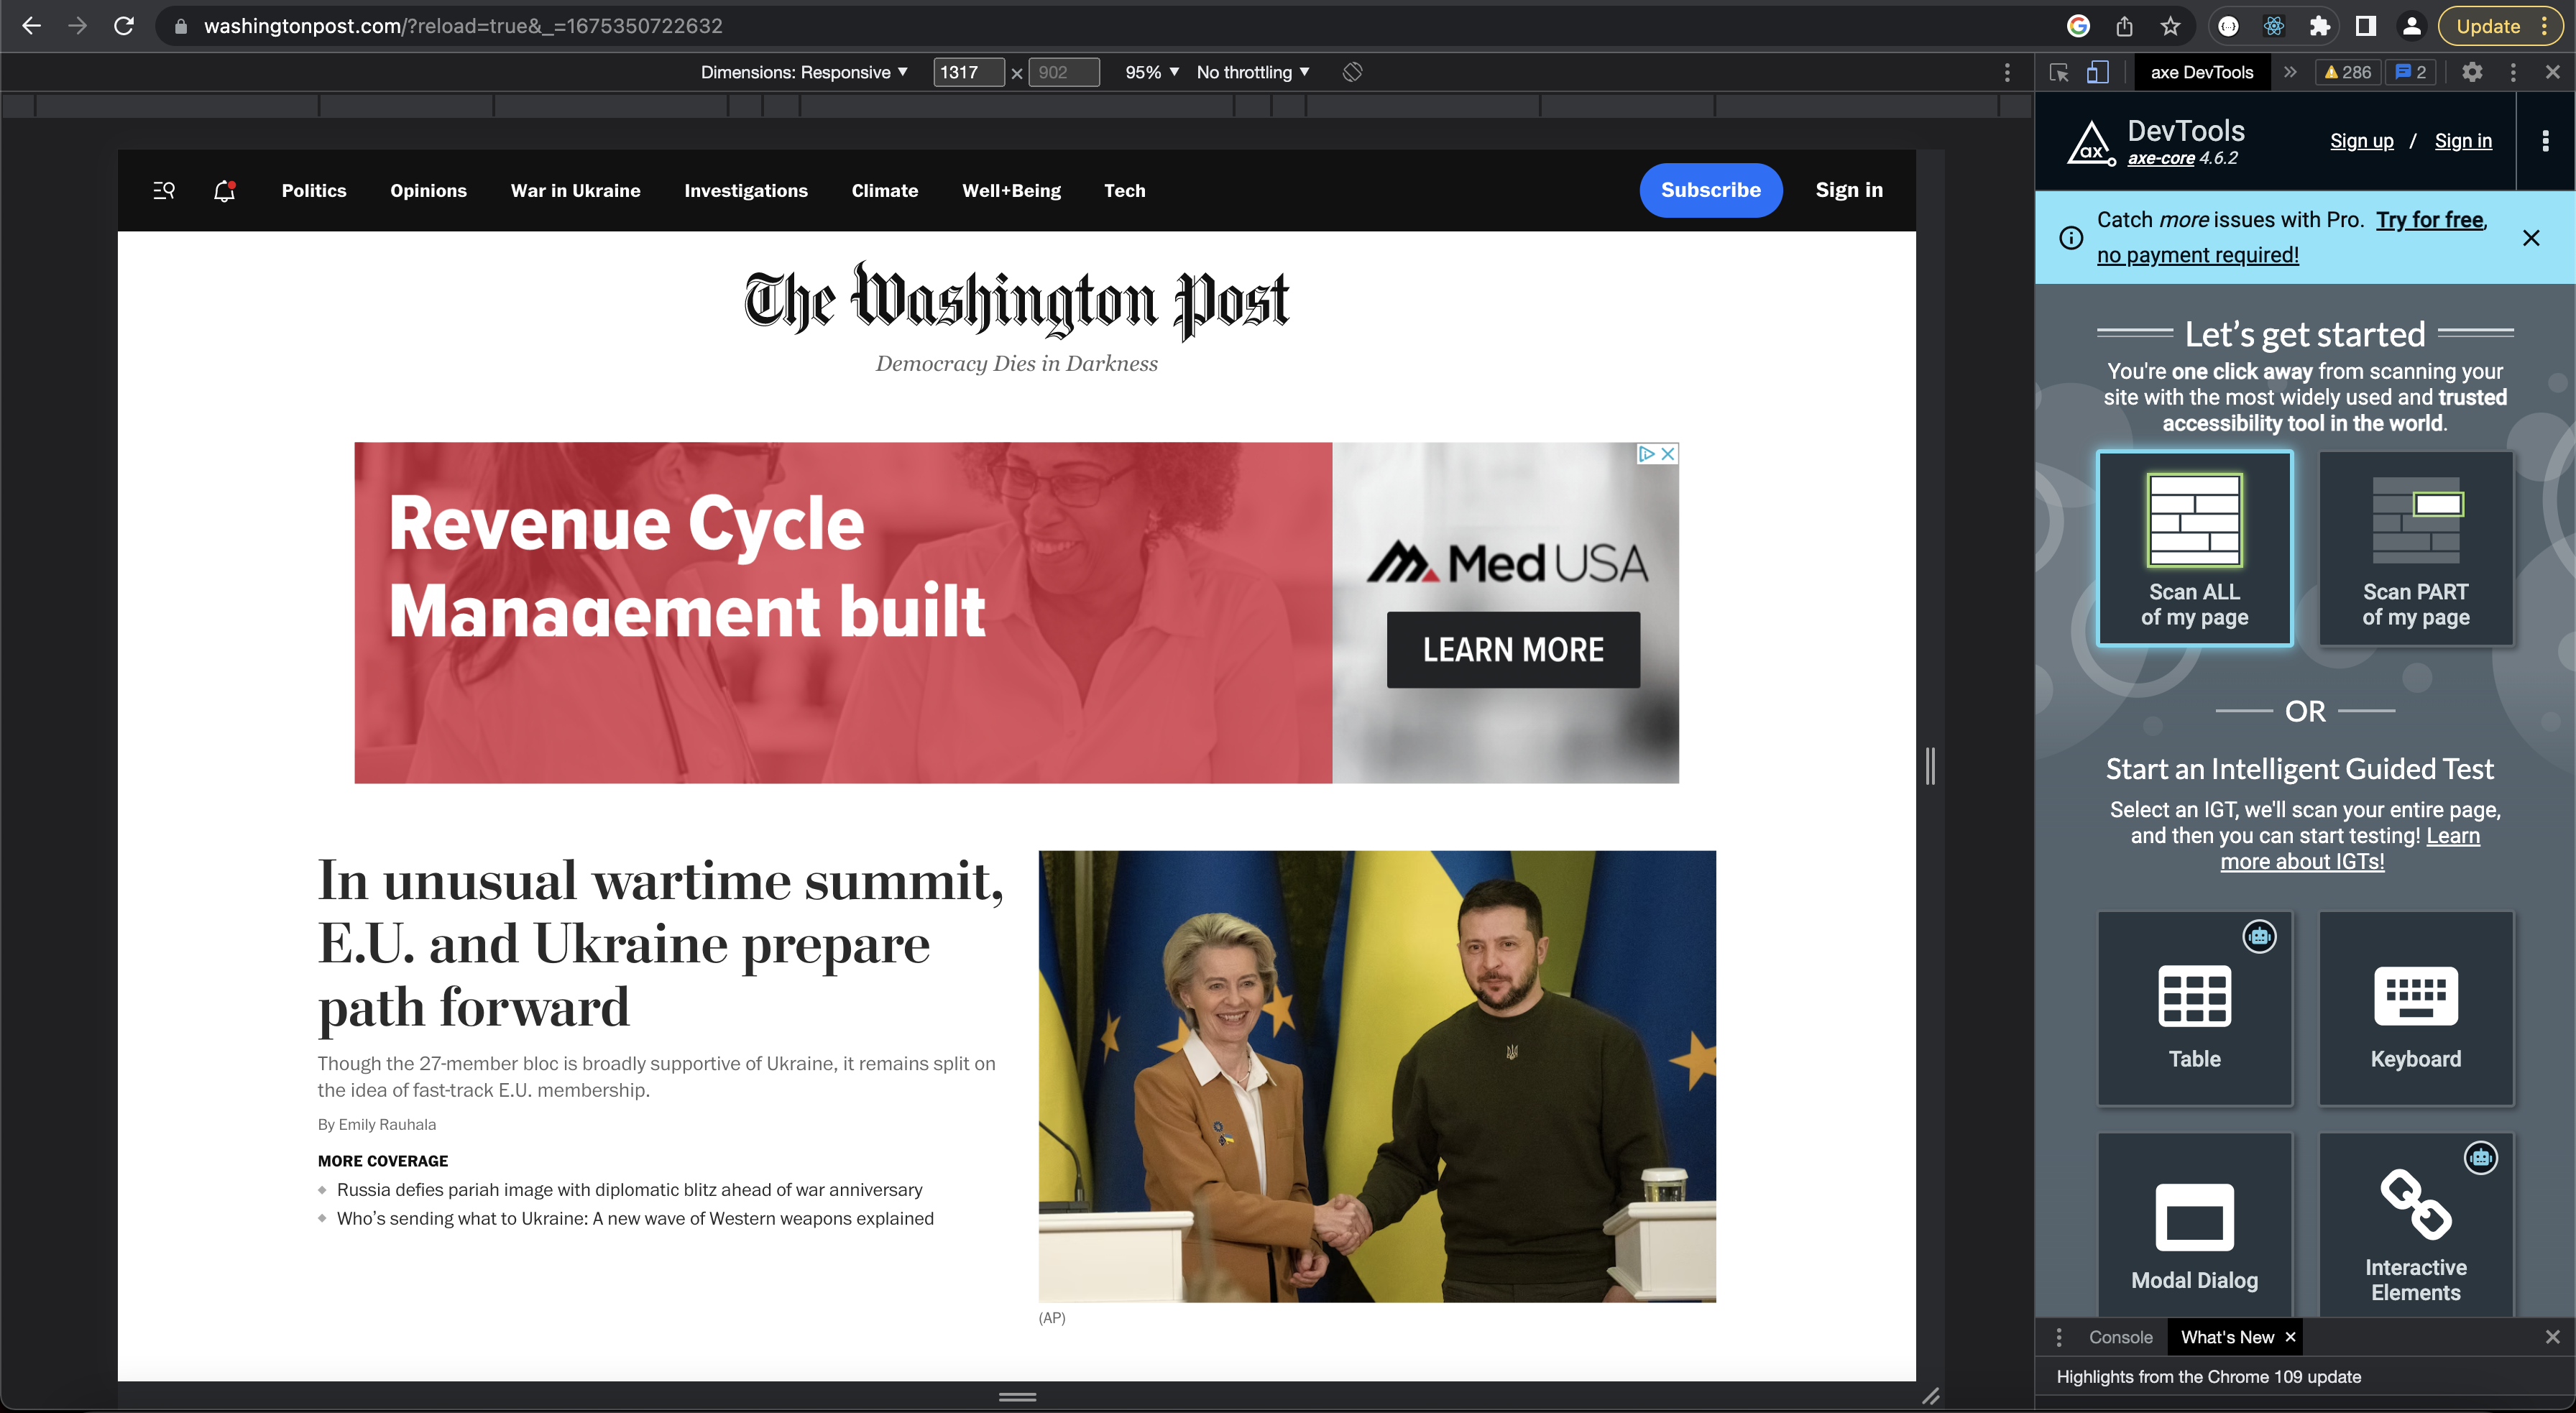 washingtonpost.com/?reload=true&_=1675350722632
Update
Dimensions: Responsive 1317 × 902 95% No throttling
axe DevTools » 286 2
Politics Opinions War in Ukraine Investigations Climate Well+Being Tech Subscribe Sign in
The Washington Post
Democracy Dies in Darkness
Revenue Cycle
Management built
Med USA
LEARN MORE
In unusual wartime summit,
E.U. and Ukraine prepare
path forward
Though the 27-member bloc is broadly supportive of Ukraine, it remains split on
the idea of fast-track E.U. membership.
By Emily Rauhala
MORE COVERAGE
Russia defies pariah image with diplomatic blitz ahead of war anniversary
Who’s sending what to Ukraine: A new wave of Western weapons explained
(AP)
ax
DevTools
axe-core 4.6.2
Sign up / Sign in
Catch more issues with Pro. Try for free,
no payment required!
Let’s get started
You're one click away from scanning your
site with the most widely used and trusted
accessibility tool in the world.
Scan ALL
of my page
Scan PART
of my page
OR
Start an Intelligent Guided Test
Select an IGT, we'll scan your entire page,
and then you can start testing! Learn
more about IGTs!
Table
Keyboard
Modal Dialog
Interactive
Elements
Console What's New
Highlights from the Chrome 109 update